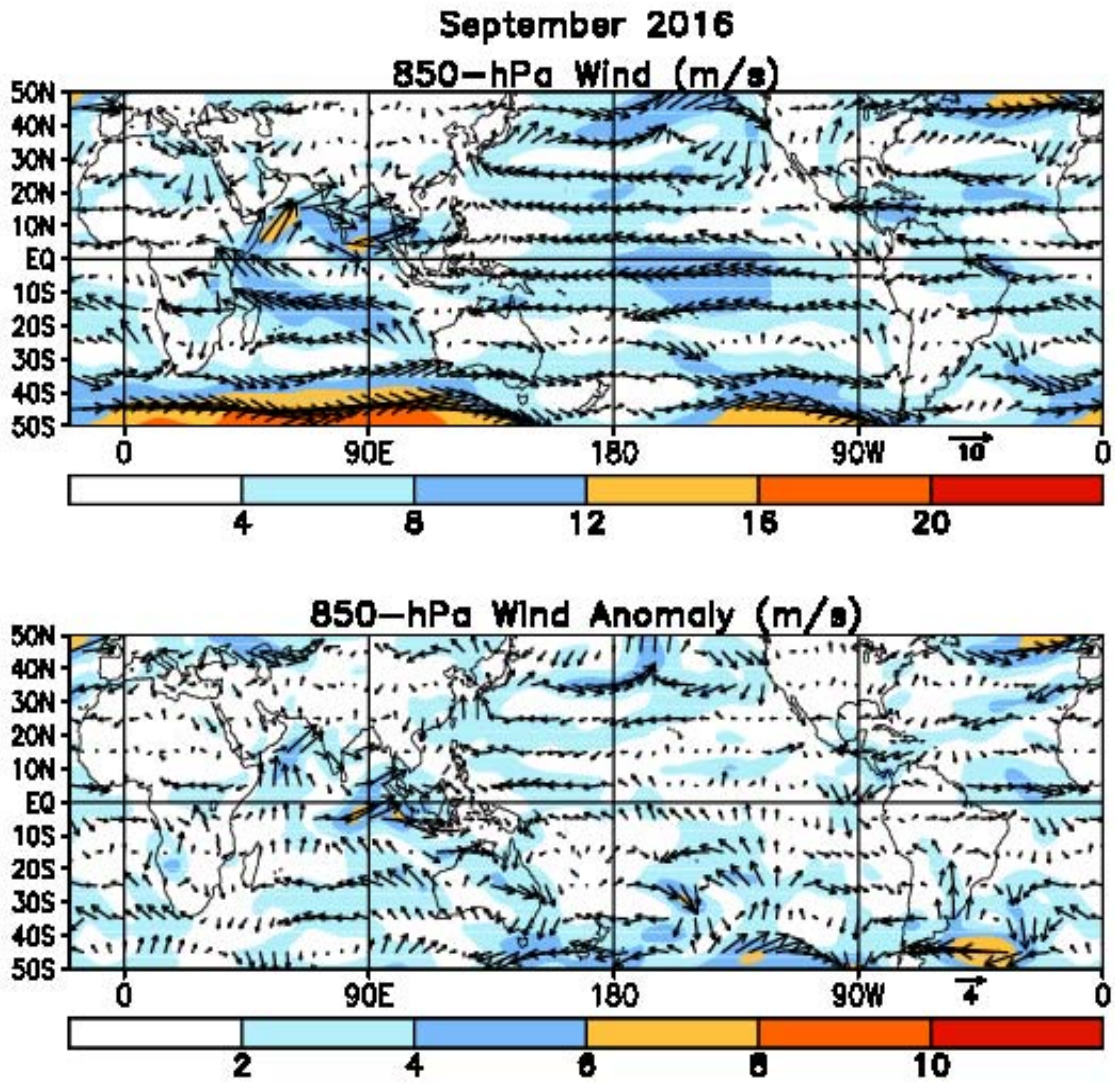 September 2016
850-hPa Wind (m/s)
50N
40N
30N
20N
10N
EQ
10S
20S
30S
40S
50S
0 90E 180 90W 10 0
4 8 12 16 20
850-hPa Wind Anomaly (m/s)
50N
40N
30N
20N
10N
EQ
10S
20S
30S
40S
50S
0 90E 180 90W 4 0
2 4 6 8 10